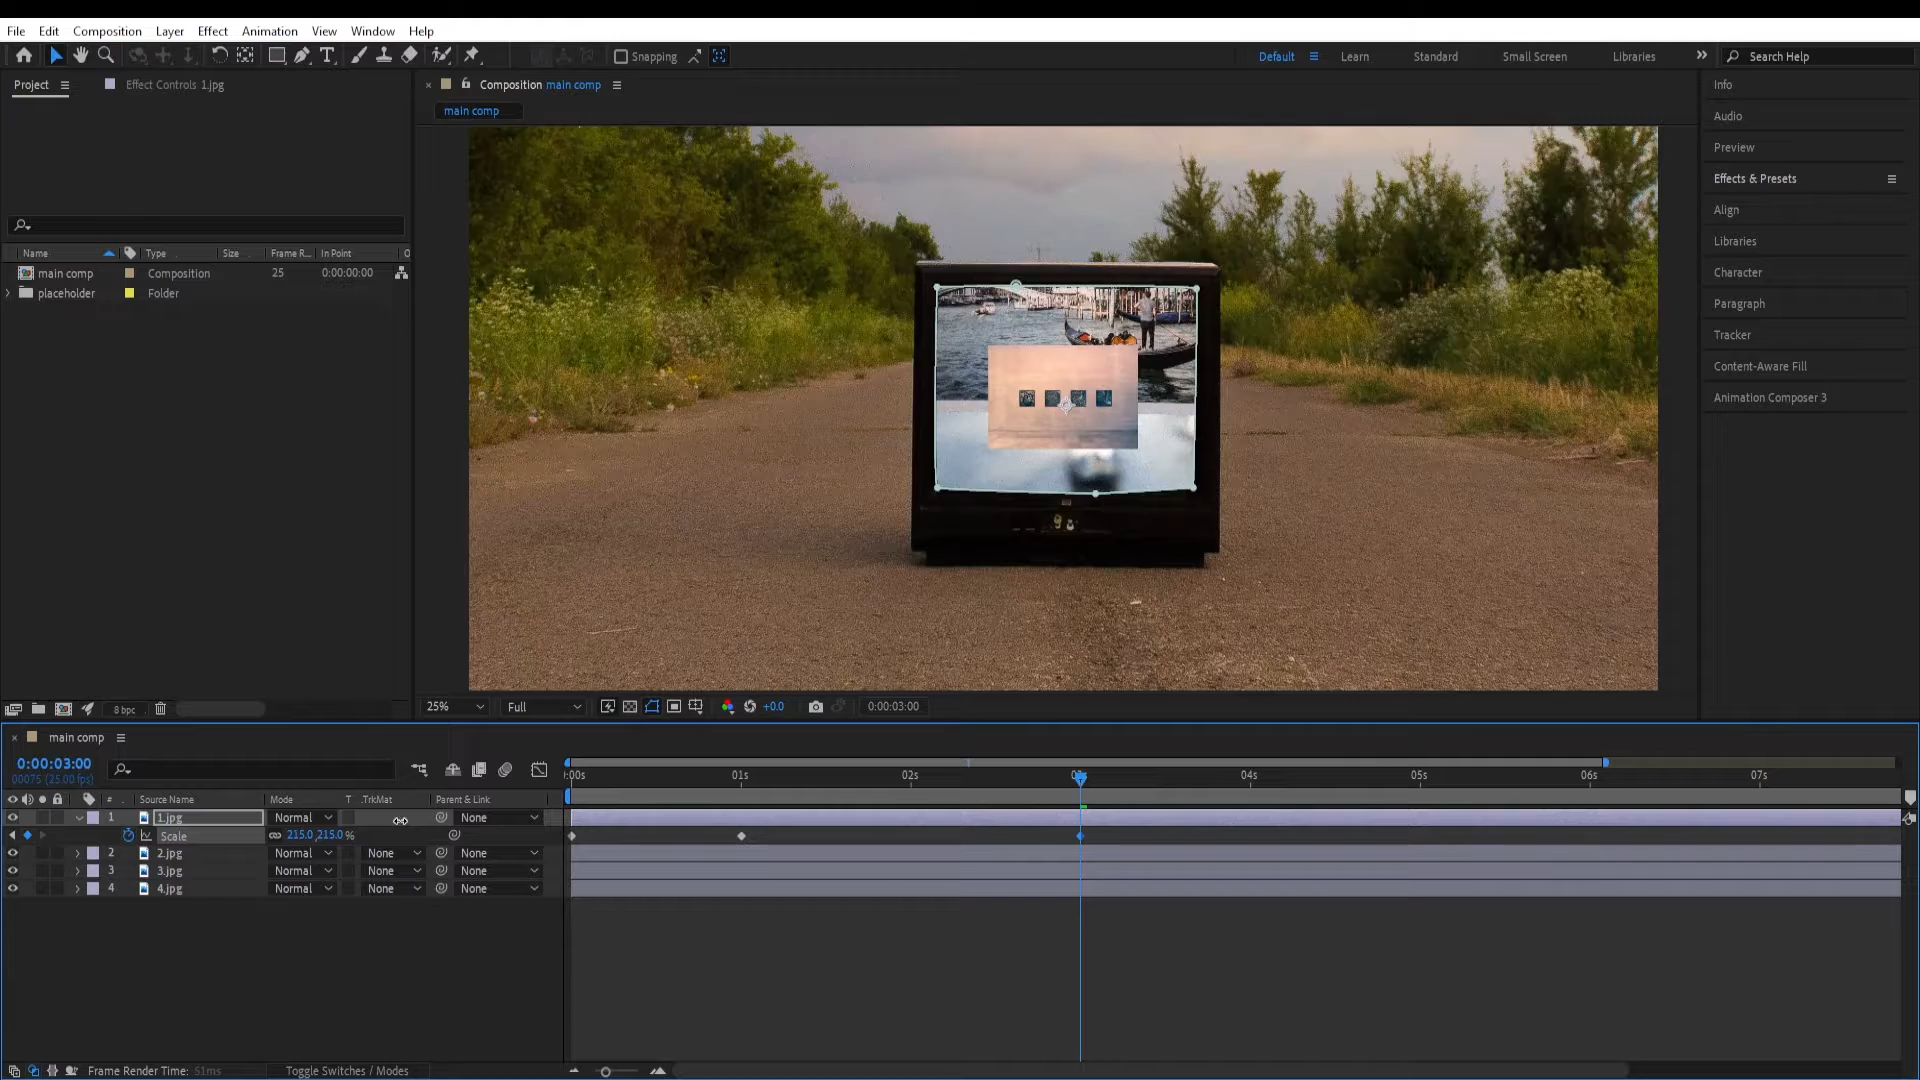 File Edit Composition Layer Effect Animation View Window Help
Snapping Default Learn Standard Small Screen Libraries Search Help
Project Effect Controls 1.jpg
Composition main comp
main comp
Name Type Size Frame R... In Point
main comp Composition 25 0:00:00:00
placeholder Folder
Info
Audio
Preview
Effects & Presets
Align
Libraries
Character
Paragraph
Tracker
Content-Aware Fill
Animation Composer 3
8 bpc
25% Full +0.0 0:00:03:00
main comp
0:00:03:00
00075 (25.00 fps)
:00s 01s 02s 04s 06s 07s
# Source Name Mode T .TrkMat Parent & Link
1 1.jpg Normal None
Scale 215.0,215.0%
2 2.jpg Normal None None
3 3.jpg Normal None None
4 4.jpg Normal None None
Frame Render Time: 51ms Toggle Switches / Modes